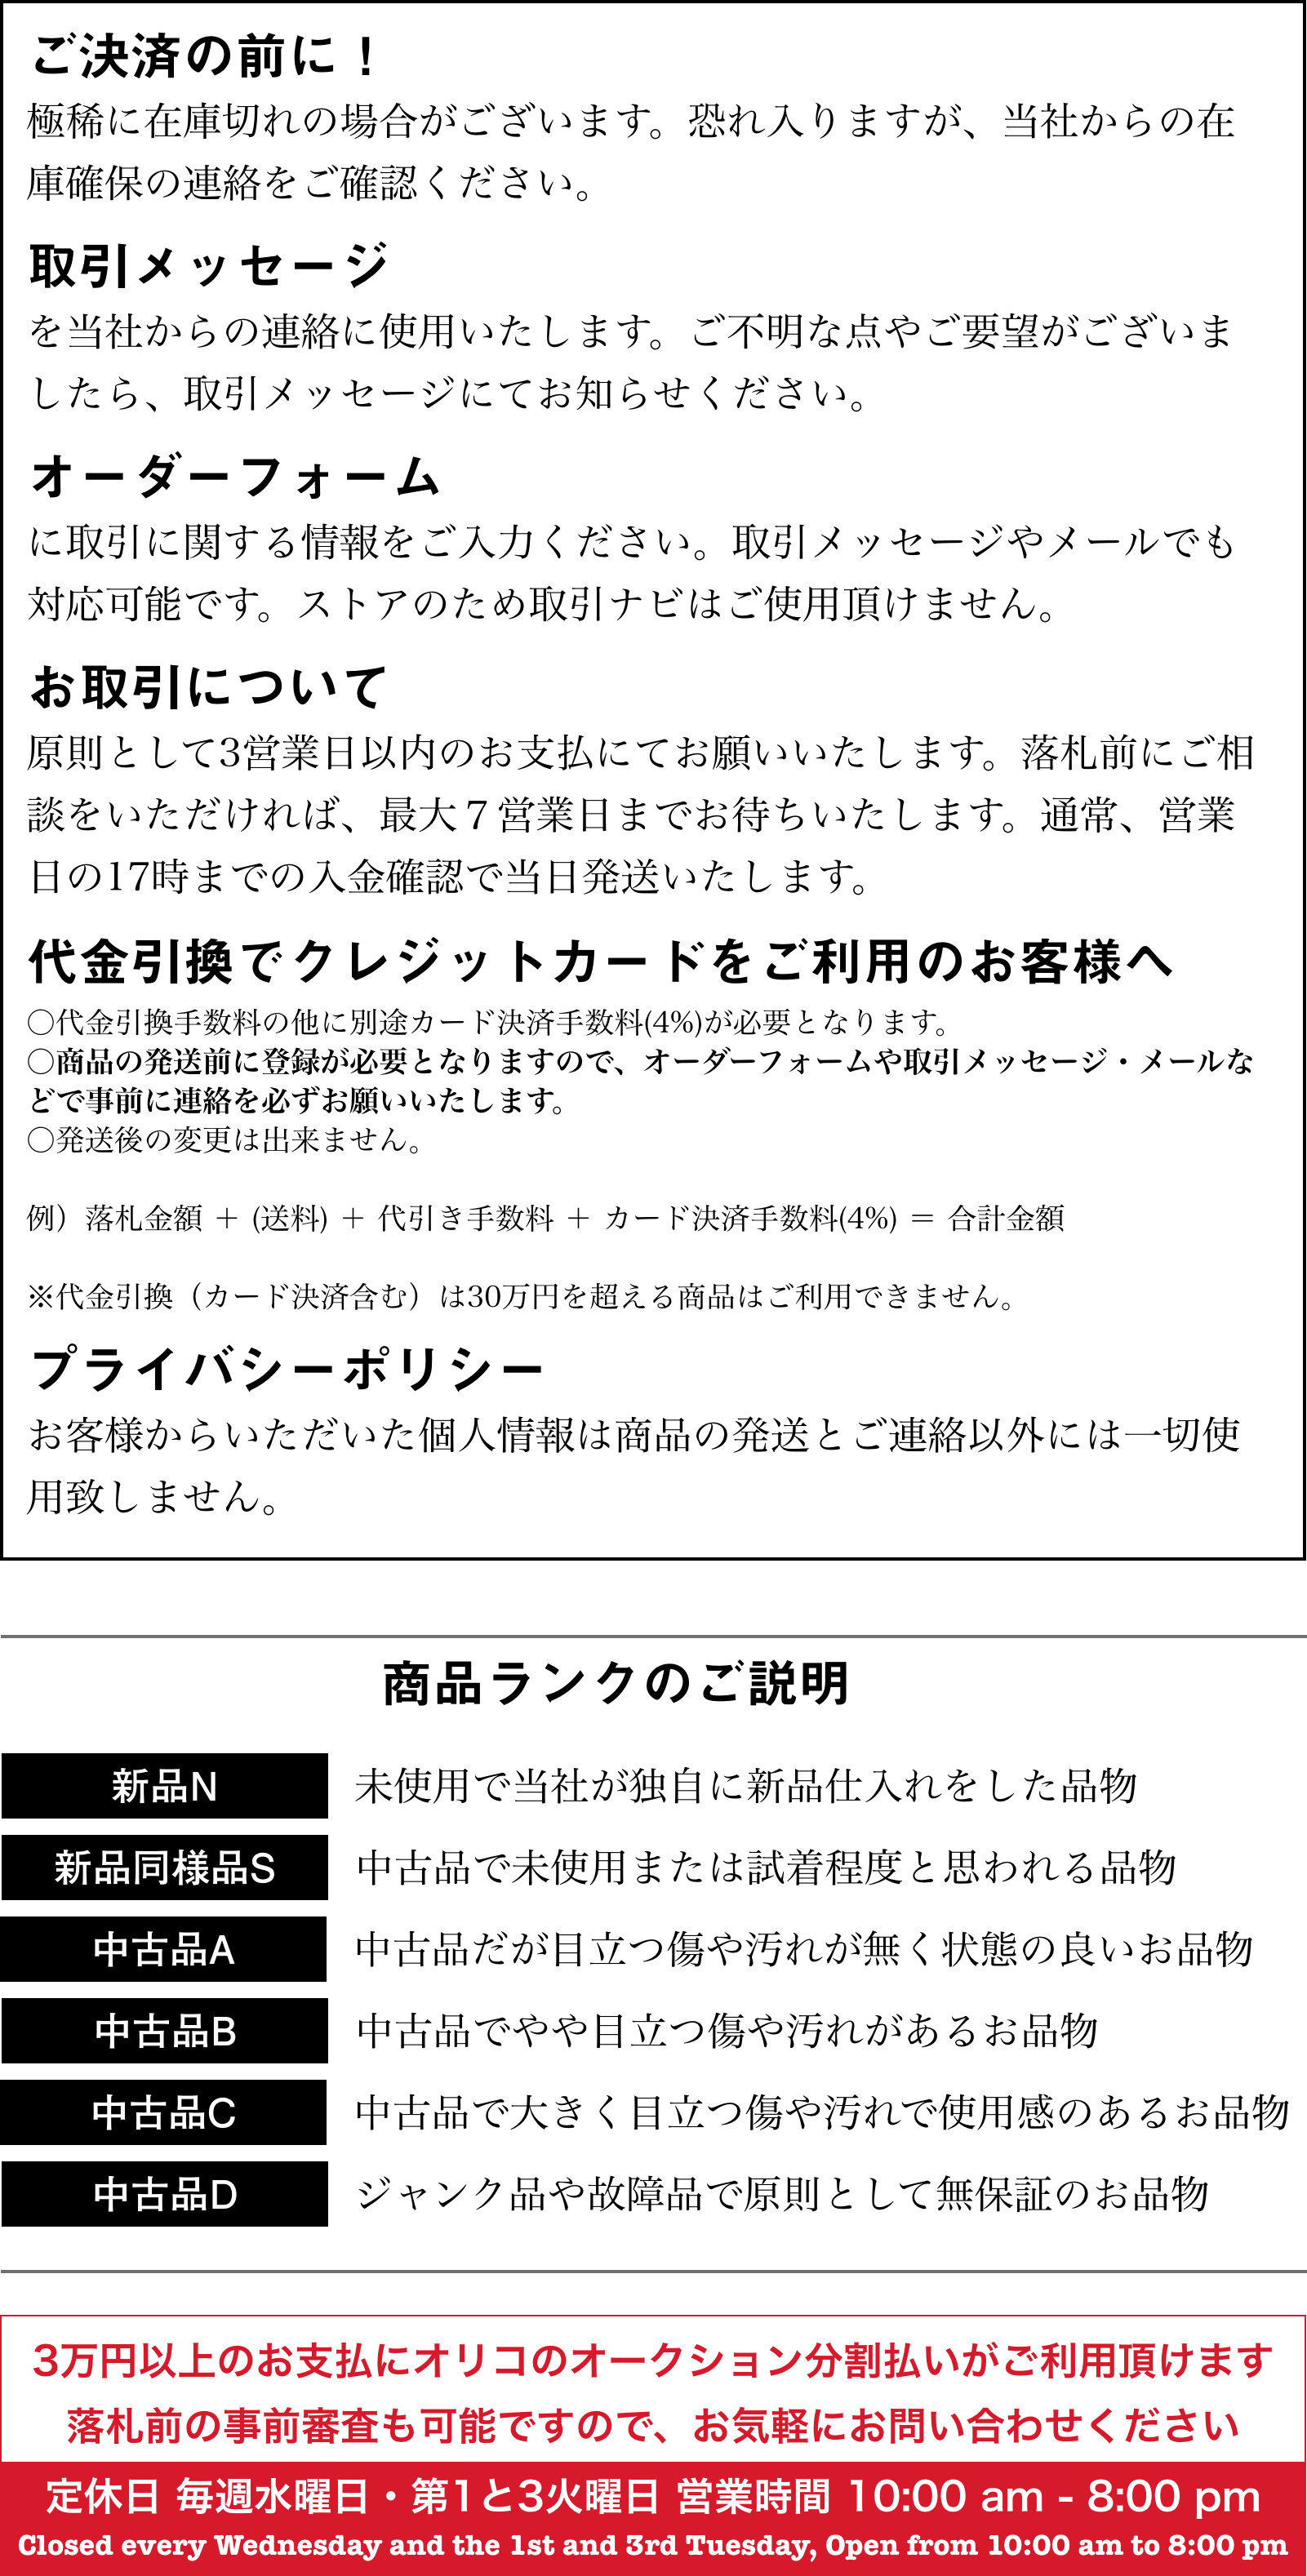 ご決済の前に！
極稀に在庫切れの場合がございます。恐れ入りますが、当社からの在
庫確保の連絡をご確認ください。
取引メッセージ
を当社からの連絡に使用いたします。ご不明な点やご要望がございま
したら、取引メッセージにてお知らせください。
オーダーフォーム
に取引に関する情報をご入力ください。取引メッセージやメールでも
対応可能です。ストアのため取引ナビはご使用頂けません。
お取引について
原則として3営業日以内のお支払にてお願いいたします。落札前にご相
談をいただければ、最大７営業日までお待ちいたします。通常、営業
日の17時までの入金確認で当日発送いたします。
代金引換でクレジットカードをご利用のお客様へ
〇代金引換手数料の他に別途カード決済手数料(4%)が必要となります。
〇商品の発送前に登録が必要となりますので、オーダーフォームや取引メッセージ・メールな
どで事前に連絡を必ずお願いいたします。
〇発送後の変更は出来ません。
例）落札金額 ＋ (送料) ＋ 代引き手数料 ＋ カード決済手数料(4%) ＝ 合計金額
※代金引換（カード決済含む）は30万円を超える商品はご利用できません。
プライバシーポリシー
お客様からいただいた個人情報は商品の発送とご連絡以外には一切使
用致しません。
商品ランクのご説明
新品N 未使用で当社が独自に新品仕入れをした品物
新品同様品S 中古品で未使用または試着程度と思われる品物
中古品A 中古品だが目立つ傷や汚れが無く状態の良いお品物
中古品B 中古品でやや目立つ傷や汚れがあるお品物
中古品C 中古品で大きく目立つ傷や汚れで使用感のあるお品物
中古品D ジャンク品や故障品で原則として無保証のお品物
3万円以上のお支払にオリコのオークション分割払いがご利用頂けます
落札前の事前審査も可能ですので、お気軽にお問い合わせください
定休日 毎週水曜日・第1と3火曜日 営業時間 10:00 am - 8:00 pm
Closed every Wednesday and the 1st and 3rd Tuesday, Open from 10:00 am to 8:00 pm